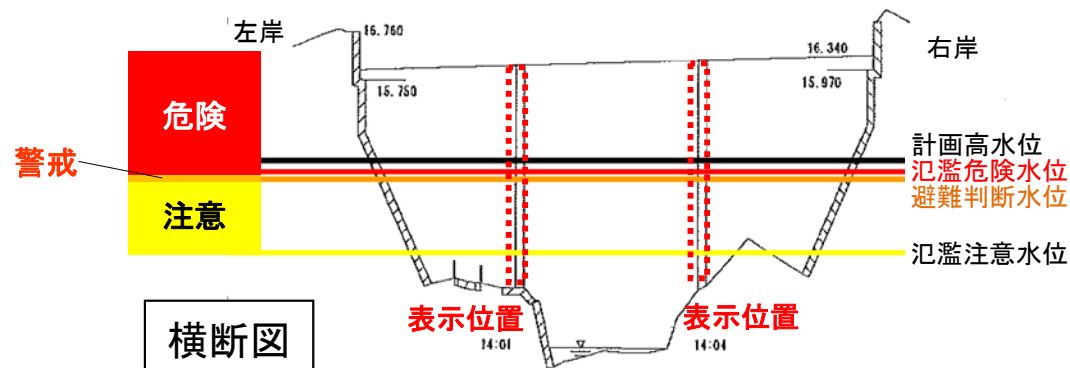 左岸
16.760
16.340
右岸
15.750
15.970
危険
警戒
注意
計画高水位
氾濫危険水位
避難判断水位
氾濫注意水位
表示位置
表示位置
14:01
14:04
横断図